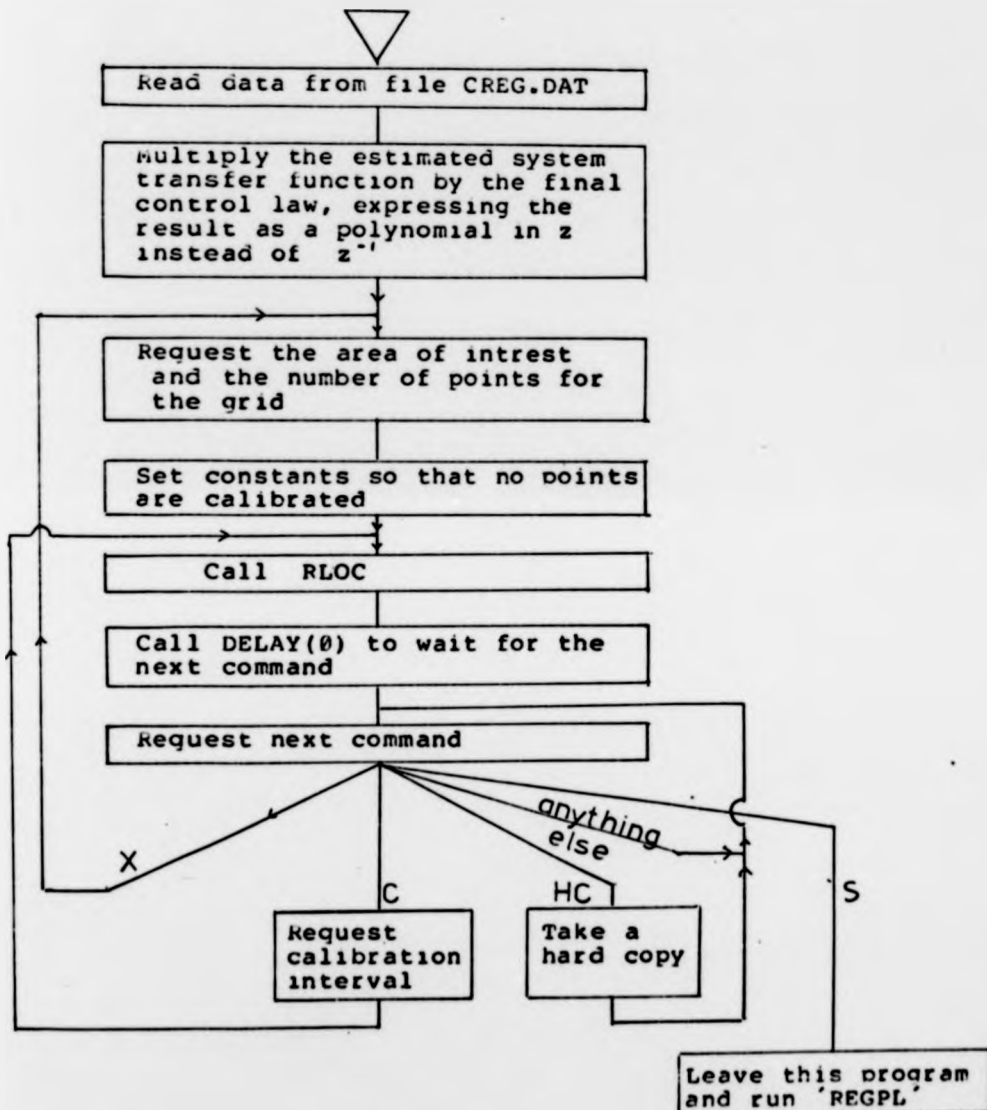 Read data from file CREG.DAT
Multiply the estimated system
transfer function by the final
control law, expressing the
result as a polynomial in z
instead of z⁻¹
Request the area of intrest
and the number of points for
the grid
Set constants so that no points
are calibrated
Call RLOC
Call DELAY(0) to wait for the
next command
Request next command
X
C
HC
anything
else
S
Request
calibration
interval
Take a
hard copy
Leave this program
and run 'REGPL'